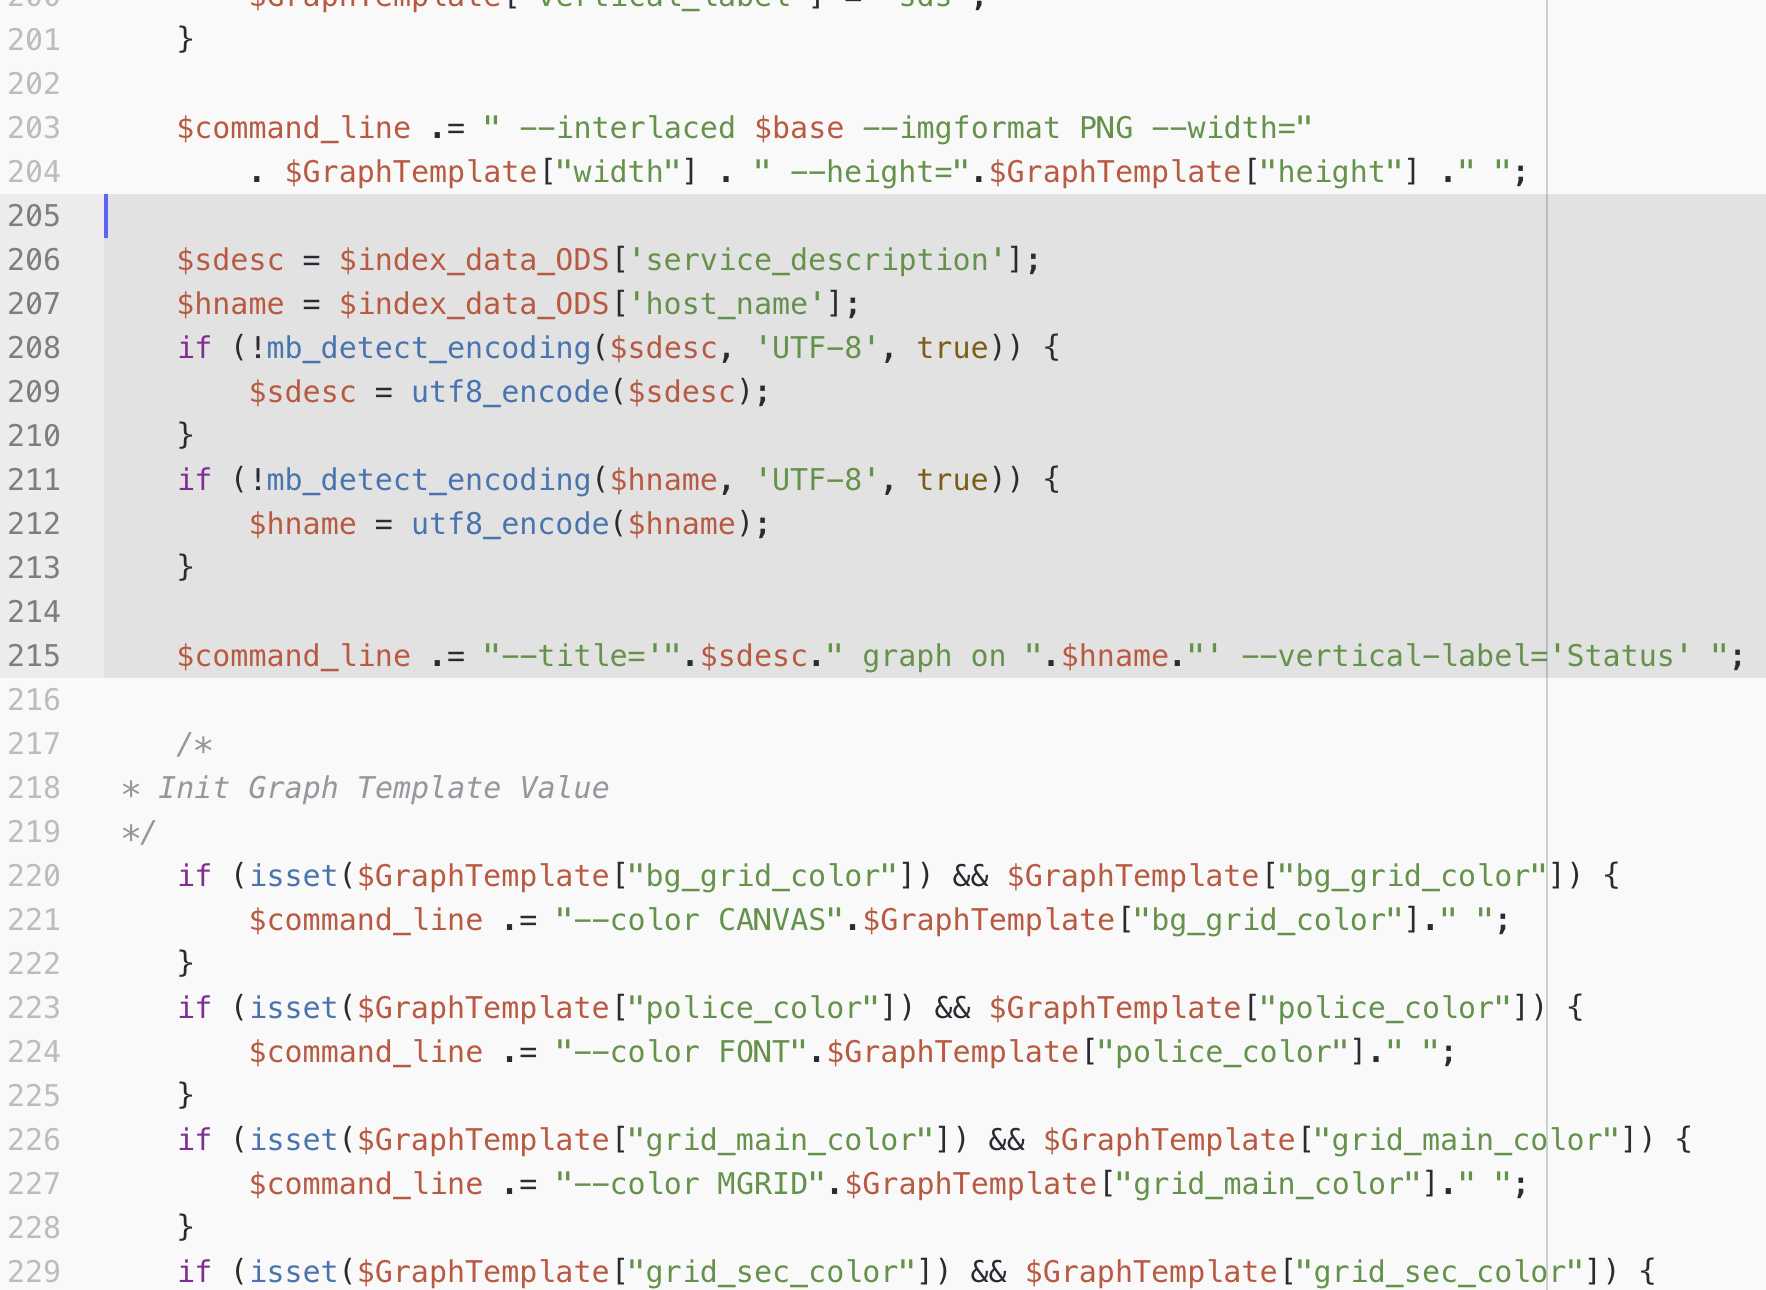 200 $GraphTemplate["vertical_label"] = "sds";
201 }
202
203 $command_line .= " --interlaced $base --imgformat PNG --width="
204 . $GraphTemplate["width"] . " --height=".$GraphTemplate["height"] ." ";
205
206 $sdesc = $index_data_ODS['service_description'];
207 $hname = $index_data_ODS['host_name'];
208 if (!mb_detect_encoding($sdesc, 'UTF-8', true)) {
209 $sdesc = utf8_encode($sdesc);
210 }
211 if (!mb_detect_encoding($hname, 'UTF-8', true)) {
212 $hname = utf8_encode($hname);
213 }
214
215 $command_line .= "--title='".$sdesc." graph on ".$hname."' --vertical-label='Status' ";
216
217 /*
218 * Init Graph Template Value
219 */
220 if (isset($GraphTemplate["bg_grid_color"]) && $GraphTemplate["bg_grid_color"]) {
221 $command_line .= "--color CANVAS".$GraphTemplate["bg_grid_color"]." ";
222 }
223 if (isset($GraphTemplate["police_color"]) && $GraphTemplate["police_color"]) {
224 $command_line .= "--color FONT".$GraphTemplate["police_color"]." ";
225 }
226 if (isset($GraphTemplate["grid_main_color"]) && $GraphTemplate["grid_main_color"]) {
227 $command_line .= "--color MGRID".$GraphTemplate["grid_main_color"]." ";
228 }
229 if (isset($GraphTemplate["grid_sec_color"]) && $GraphTemplate["grid_sec_color"]) {